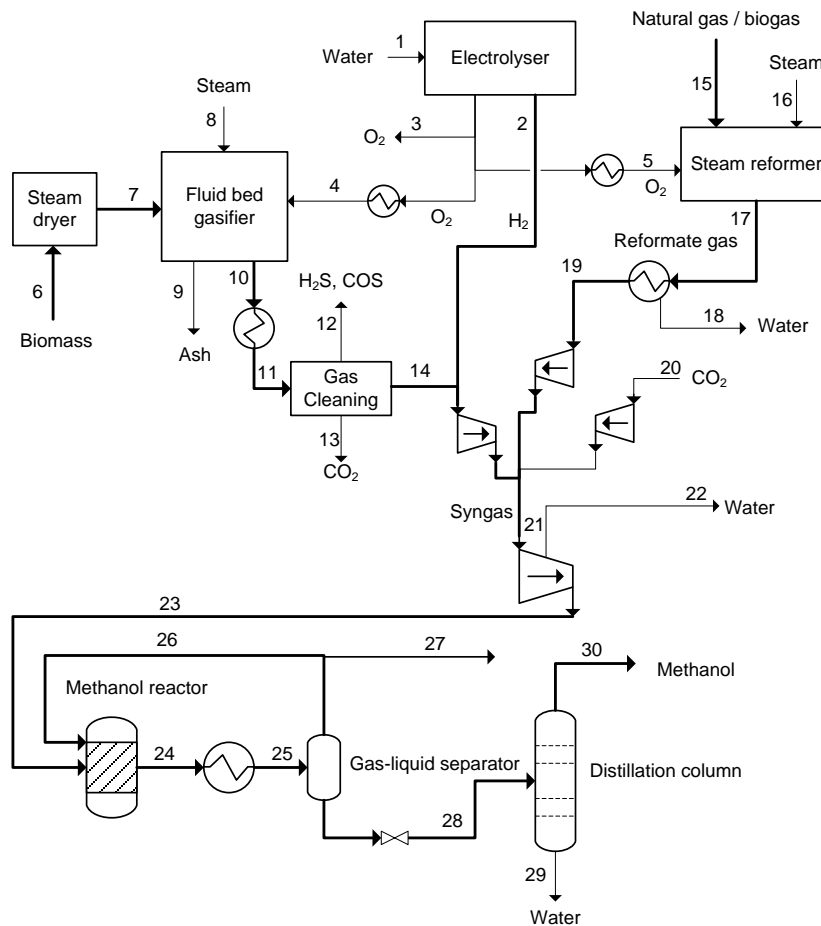 Natural gas / biogas
1
Water
Electrolyser
Steam
15
16
Steam
8
3
2
O₂
5
O₂
Steam reformer
Steam
dryer
7
Fluid bed
gasifier
4
O₂
H₂
17
Reformate gas
6
Biomass
9
Ash
10
H₂S, COS
12
19
18
Water
11
Gas
Cleaning
14
20
CO₂
13
CO₂
Syngas
21
22
Water
23
26
27
30
Methanol
Methanol reactor
24
25
Gas-liquid separator
Distillation column
28
29
Water